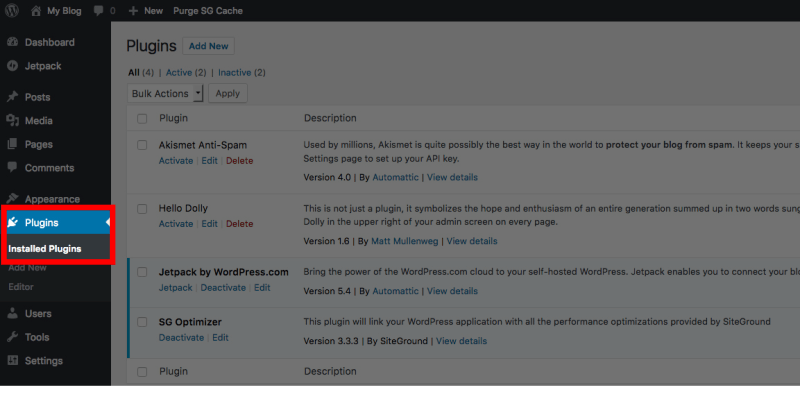 My Blog 0 + New Purge SG Cache
Dashboard
Jetpack
Posts
Media
Pages
Comments
Appearance
Plugins
Installed Plugins
Add New
Editor
Users
Tools
Settings
Plugins Add New
All (4) | Active (2) | Inactive (2)
Bulk Actions Apply
Plugin Description
Akismet Anti-Spam Used by millions, Akismet is quite possibly the best way in the world to protect your blog from spam. It keeps your s
Activate | Edit | Delete Settings page to set up your API key.
Version 4.0 | By Automattic | View details
Hello Dolly This is not just a plugin, it symbolizes the hope and enthusiasm of an entire generation summed up in two words sung
Activate | Edit | Delete Dolly in the upper right of your admin screen on every page.
Version 1.6 | By Matt Mullenweg | View details
Jetpack by WordPress.com Bring the power of the WordPress.com cloud to your self-hosted WordPress. Jetpack enables you to connect your blo
Jetpack | Deactivate | Edit Version 5.4 | By Automattic | View details
SG Optimizer This plugin will link your WordPress application with all the performance optimizations provided by SiteGround
Deactivate | Edit Version 3.3.3 | By SiteGround | View details
Plugin Description